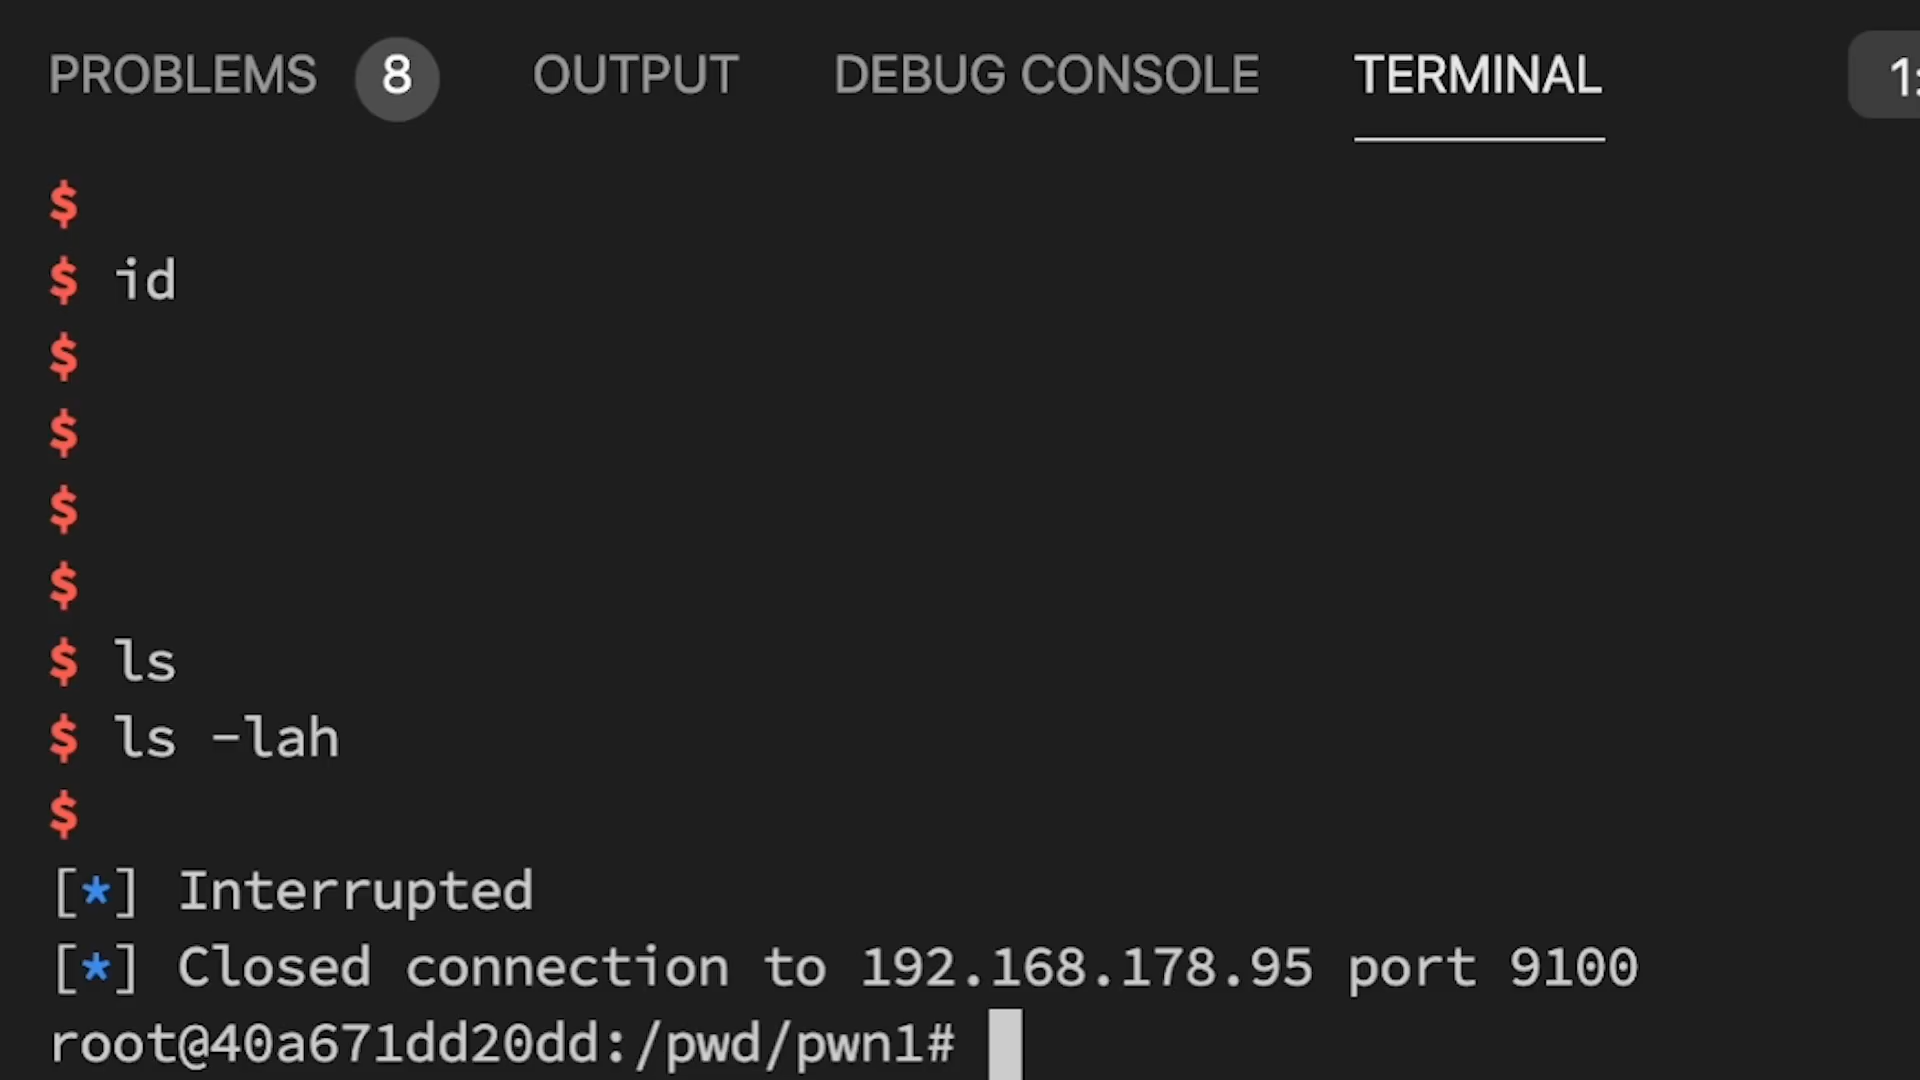 PROBLEMS 8 OUTPUT DEBUG CONSOLE TERMINAL 1:
$
$ id
$
$
$
$
$ ls
$ ls -lah
$
[*] Interrupted
[*] Closed connection to 192.168.178.95 port 9100
root@40a671dd20dd:/pwd/pwn1#